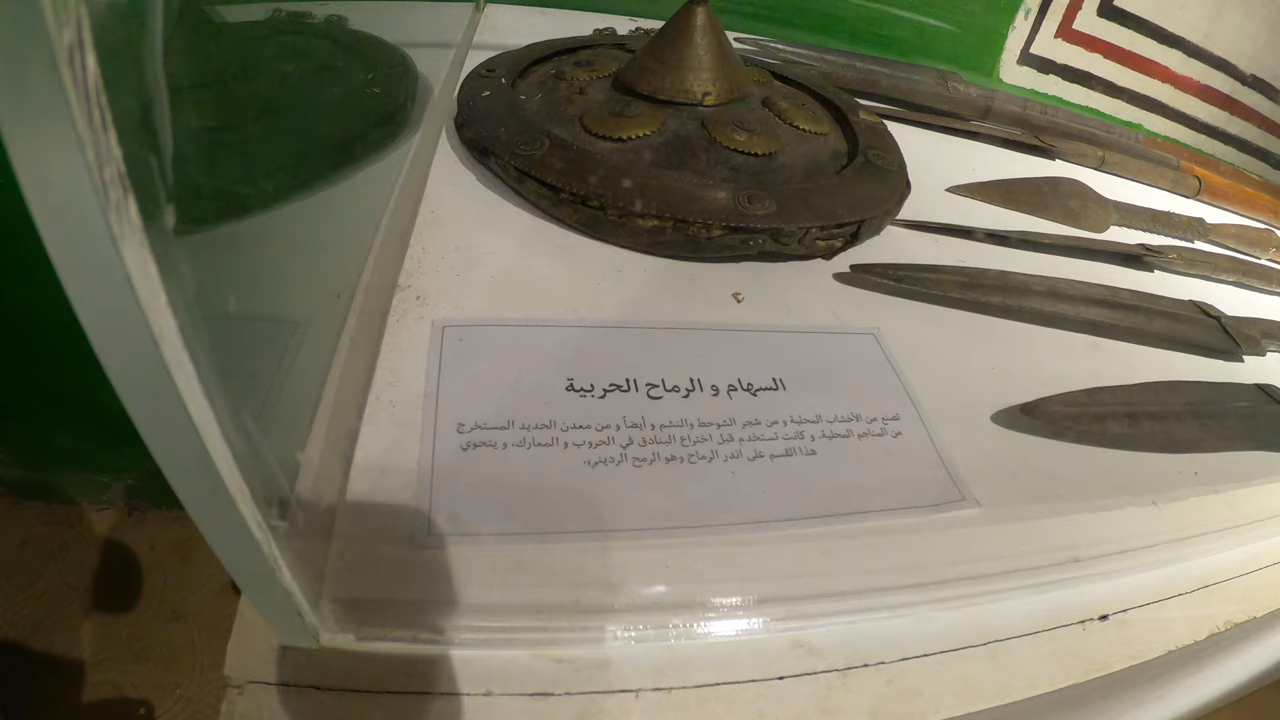 السهام و الرماح الحربية
تصنع من الأخشاب المحلية و من شجر الشوحط والنشم و أيضاً و من معدن الحديد المستخرج
من المناجم المحلية. و كانت تستخدم قبل اختراع البنادق في الحروب و المعارك، و يتحوي
هذا القسم على اندر الرماح وهو الرمح الرديني.